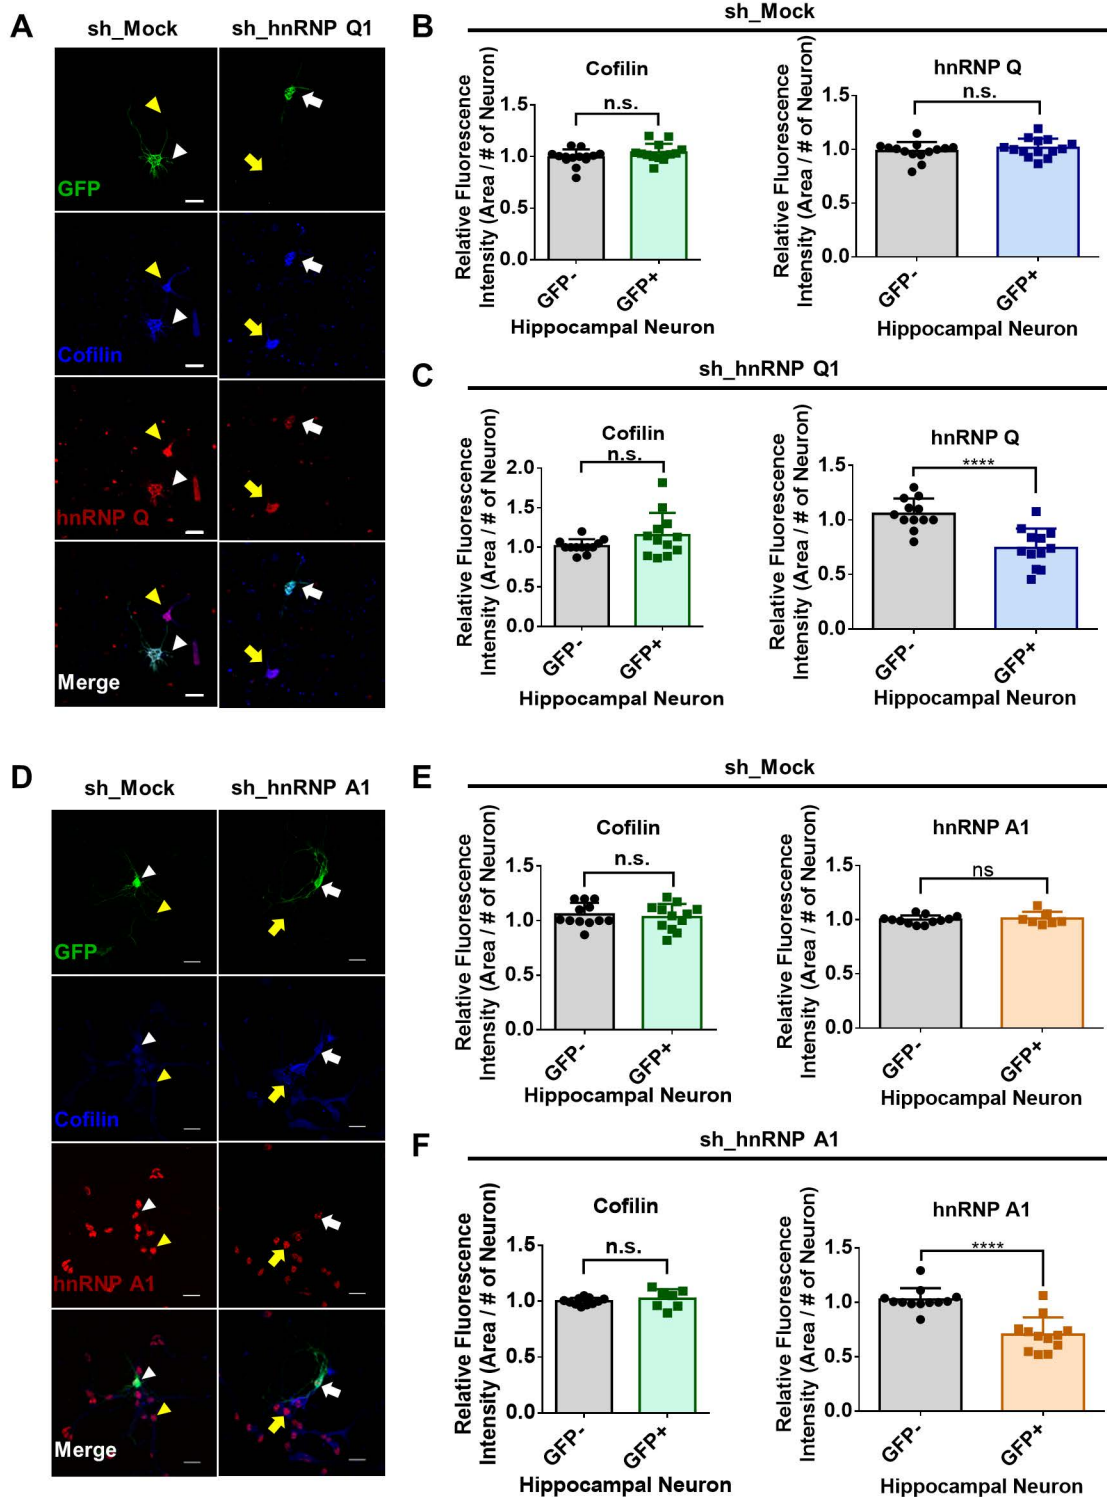 A
sh_Mock
sh_hnRNP Q1
GFP
Cofilin
hnRNP Q
Merge
B
sh_Mock
Cofilin
n.s.
Relative Fluorescence
Intensity (Area / # of Neuron)
1.5
1.0
0.5
0.0
GFP-
GFP+
Hippocampal Neuron
hnRNP Q
n.s.
Relative Fluorescence
Intensity (Area / # of Neuron)
1.5
1.0
0.5
0.0
GFP-
GFP+
Hippocampal Neuron
C
sh_hnRNP Q1
Cofilin
n.s.
Relative Fluorescence
Intensity (Area / # of Neuron)
2.0
1.5
1.0
0.5
0.0
GFP-
GFP+
Hippocampal Neuron
hnRNP Q
****
Relative Fluorescence
Intensity (Area / # of Neuron)
1.5
1.0
0.5
0.0
GFP-
GFP+
Hippocampal Neuron
D
sh_Mock
sh_hnRNP A1
GFP
Cofilin
hnRNP A1
Merge
E
sh_Mock
Cofilin
n.s.
Relative Fluorescence
Intensity (Area / # of Neuron)
1.5
1.0
0.5
0.0
GFP-
GFP+
Hippocampal Neuron
hnRNP A1
ns
Relative Fluorescence
Intensity (Area / # of Neuron)
1.5
1.0
0.5
0.0
GFP-
GFP+
Hippocampal Neuron
F
sh_hnRNP A1
Cofilin
n.s.
Relative Fluorescence
Intensity (Area / # of Neuron)
1.5
1.0
0.5
0.0
GFP-
GFP+
Hippocampal Neuron
hnRNP A1
****
Relative Fluorescence
Intensity (Area / # of Neuron)
1.5
1.0
0.5
0.0
GFP-
GFP+
Hippocampal Neuron